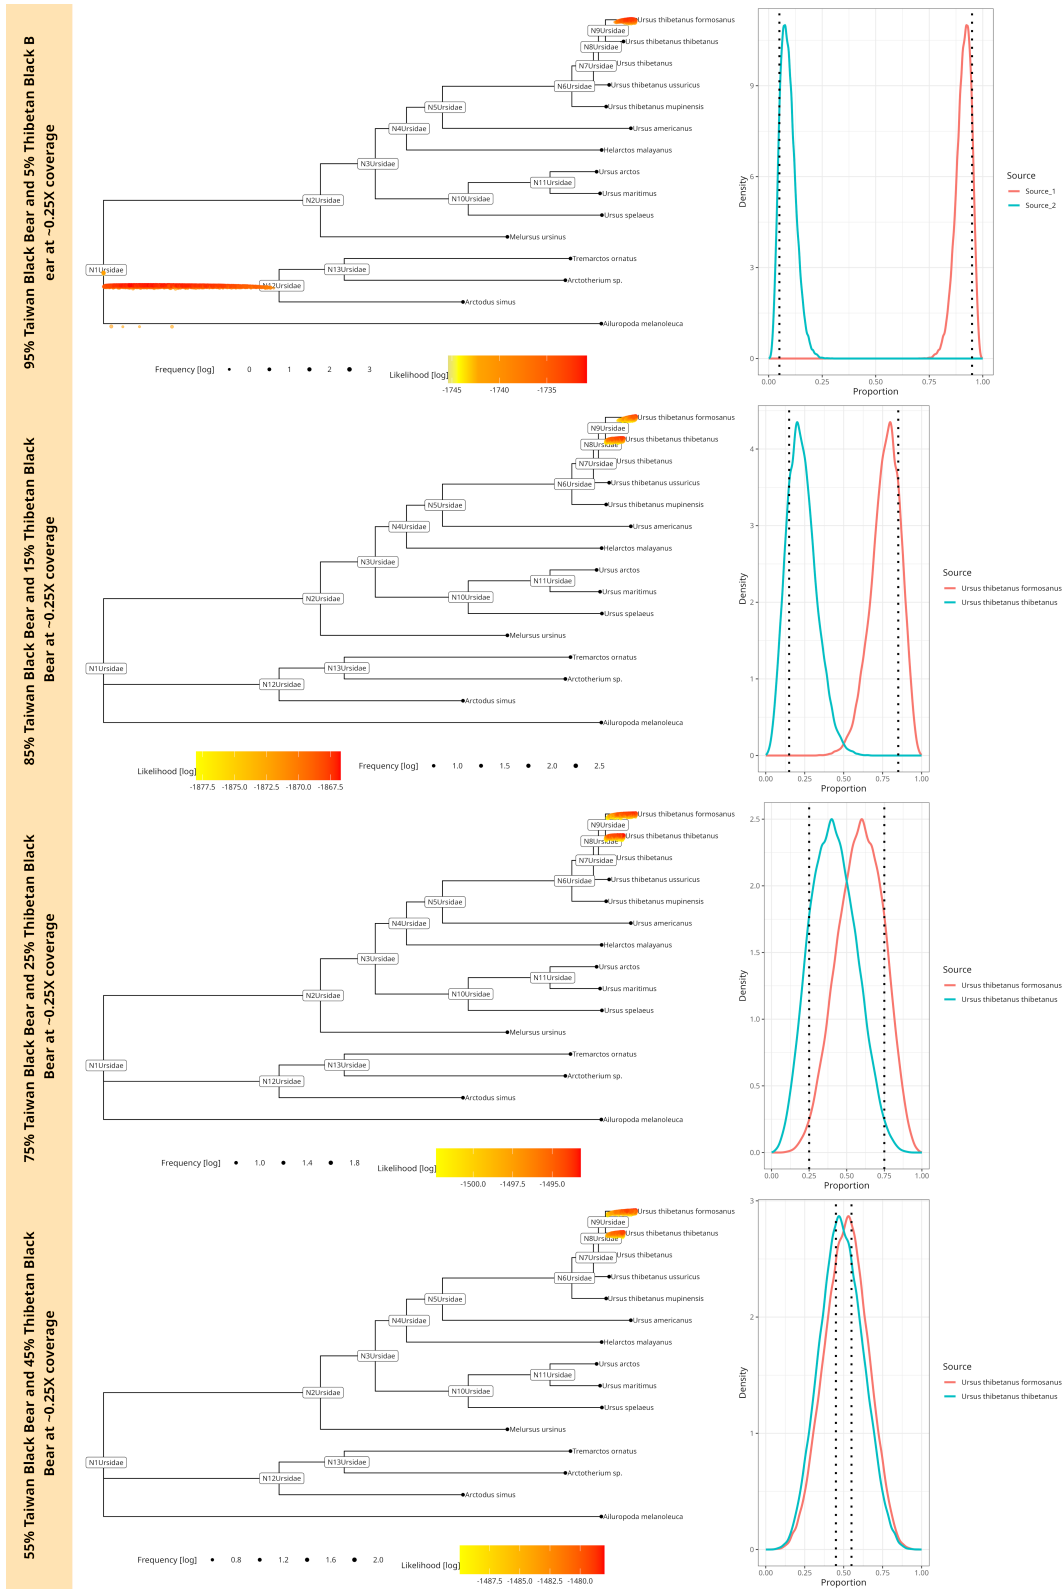 95% Taiwan Black Bear and 5% Thibetan Black B
ear at ~0.25X coverage
Ursus thibetanus formosanus
N9Ursidae
Ursus thibetanus thibetanus
N8Ursidae
Ursus thibetanus
N7Ursidae
Ursus thibetanus ussuricus
N6Ursidae
Ursus thibetanus mupinensis
N5Ursidae
Ursus americanus
N4Ursidae
Helarctos malayanus
N3Ursidae
Ursus arctos
N11Ursidae
Ursus maritimus
N10Ursidae
N2Ursidae
Ursus spelaeus
Melursus ursinus
Tremarctos ornatus
N13Ursidae
N1Ursidae
Arctotherium sp.
N12Ursidae
Arctodus simus
Ailuropoda melanoleuca
Frequency [log] 0 1 2 3
Likelihood [log]
-1745 -1740 -1735
Density
9
6
3
0
0.00 0.25 0.50 0.75 1.00
Proportion
Source
Source_1
Source_2
85% Taiwan Black Bear and 15% Thibetan Black
Bear at ~0.25X coverage
Ursus thibetanus formosanus
N9Ursidae
Ursus thibetanus thibetanus
N8Ursidae
Ursus thibetanus
N7Ursidae
Ursus thibetanus ussuricus
N6Ursidae
Ursus thibetanus mupinensis
N5Ursidae
Ursus americanus
N4Ursidae
Helarctos malayanus
N3Ursidae
Ursus arctos
N11Ursidae
Ursus maritimus
N10Ursidae
N2Ursidae
Ursus spelaeus
Melursus ursinus
Tremarctos ornatus
N13Ursidae
N1Ursidae
Arctotherium sp.
N12Ursidae
Arctodus simus
Ailuropoda melanoleuca
Likelihood [log]
-1877.5 -1875.0 -1872.5 -1870.0 -1867.5
Frequency [log] 1.0 1.5 2.0 2.5
Density
4
3
2
1
0
0.00 0.25 0.50 0.75 1.00
Proportion
Source
Ursus thibetanus formosanus
Ursus thibetanus thibetanus
75% Taiwan Black Bear and 25% Thibetan Black
Bear at ~0.25X coverage
Ursus thibetanus formosanus
N9Ursidae
Ursus thibetanus thibetanus
N8Ursidae
Ursus thibetanus
N7Ursidae
Ursus thibetanus ussuricus
N6Ursidae
Ursus thibetanus mupinensis
N5Ursidae
Ursus americanus
N4Ursidae
Helarctos malayanus
N3Ursidae
Ursus arctos
N11Ursidae
Ursus maritimus
N10Ursidae
N2Ursidae
Ursus spelaeus
Melursus ursinus
Tremarctos ornatus
N13Ursidae
N1Ursidae
Arctotherium sp.
N12Ursidae
Arctodus simus
Ailuropoda melanoleuca
Frequency [log] 1.0 1.4 1.8
Likelihood [log]
-1500.0 -1497.5 -1495.0
Density
2.5
2.0
1.5
1.0
0.5
0.0
0.00 0.25 0.50 0.75 1.00
Proportion
Source
Ursus thibetanus formosanus
Ursus thibetanus thibetanus
55% Taiwan Black Bear and 45% Thibetan Black
Bear at ~0.25X coverage
Ursus thibetanus formosanus
N9Ursidae
Ursus thibetanus thibetanus
N8Ursidae
Ursus thibetanus
N7Ursidae
Ursus thibetanus ussuricus
N6Ursidae
Ursus thibetanus mupinensis
N5Ursidae
Ursus americanus
N4Ursidae
Helarctos malayanus
N3Ursidae
Ursus arctos
N11Ursidae
Ursus maritimus
N10Ursidae
N2Ursidae
Ursus spelaeus
Melursus ursinus
Tremarctos ornatus
N13Ursidae
N1Ursidae
Arctotherium sp.
N12Ursidae
Arctodus simus
Ailuropoda melanoleuca
Frequency [log] 0.8 1.2 1.6 2.0
Likelihood [log]
-1487.5 -1485.0 -1482.5 -1480.0
Density
3
2
1
0
0.00 0.25 0.50 0.75 1.00
Proportion
Source
Ursus thibetanus formosanus
Ursus thibetanus thibetanus